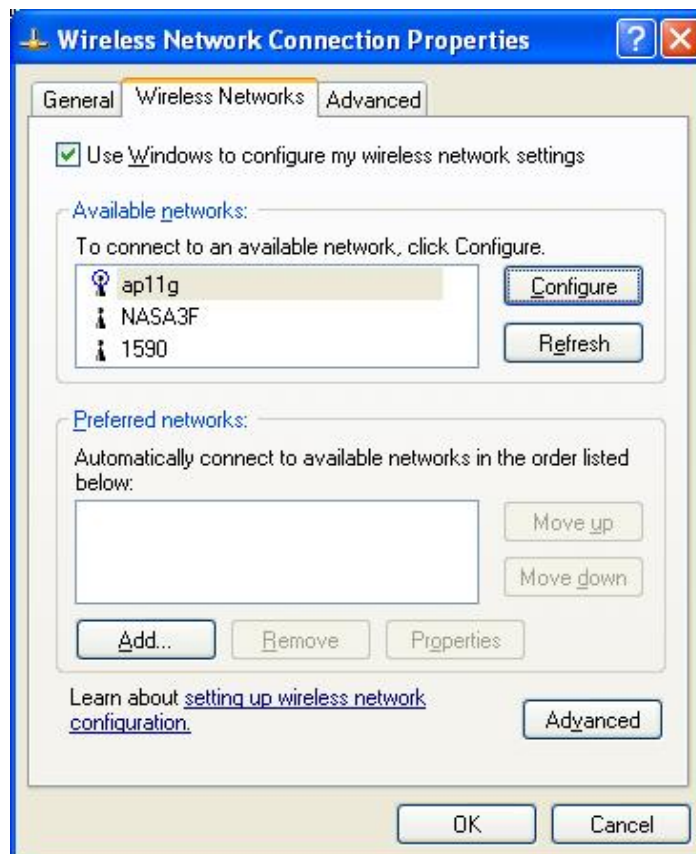 Wireless Network Connection Properties
General Wireless Networks Advanced
Use Windows to configure my wireless network settings
Available networks:
To connect to an available network, click Configure.
ap11g
Configure
NASA3F
1590
Refresh
Preferred networks:
Automatically connect to available networks in the order listed
below:
Move up
Move down
Add... Remove Properties
Learn about setting up wireless network
configuration.
Advanced
OK Cancel